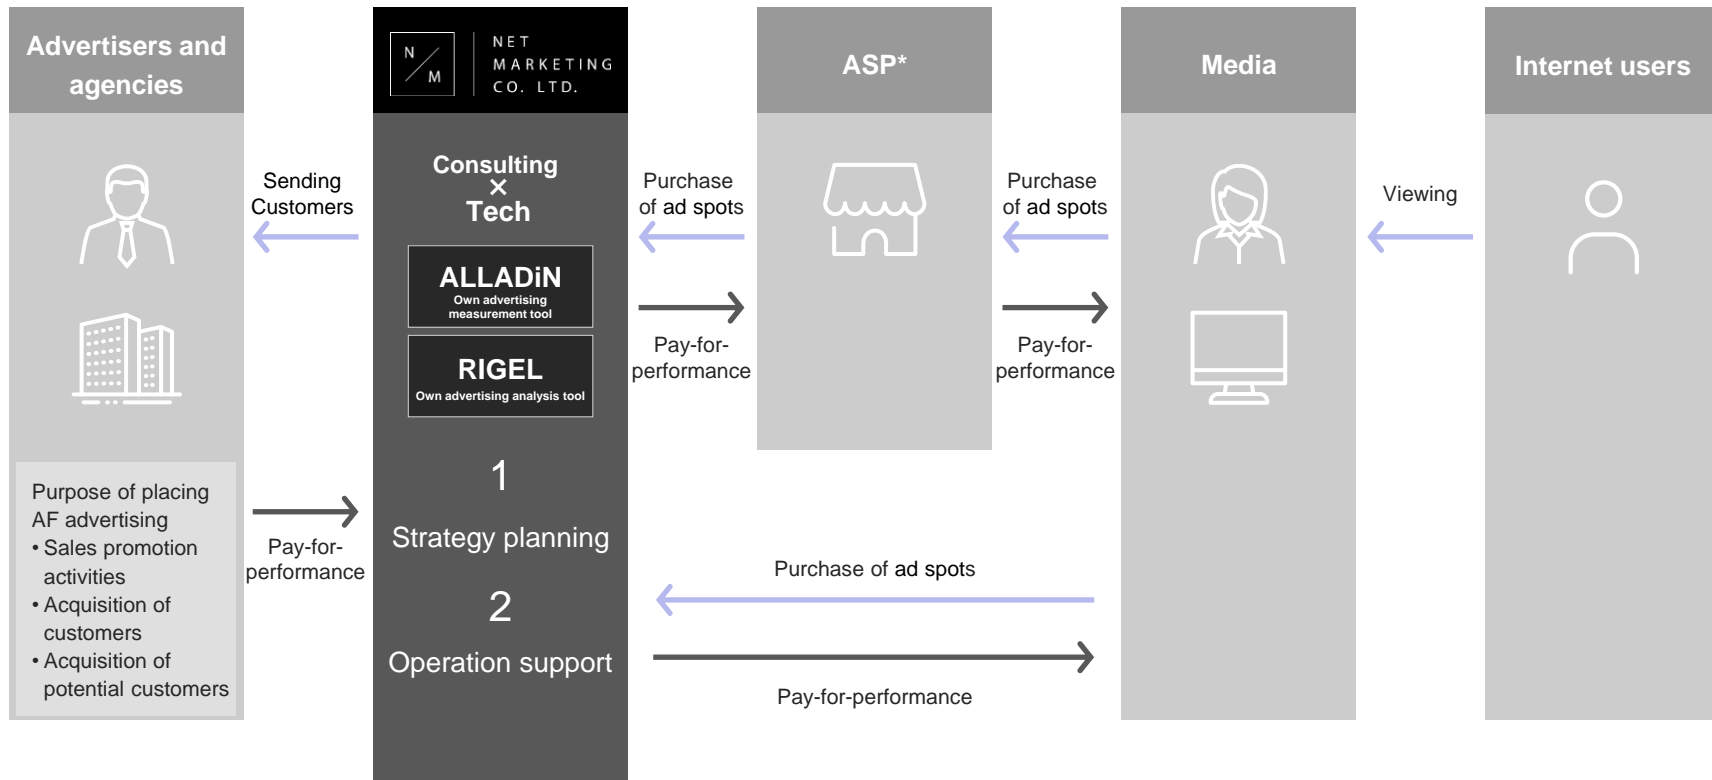 Advertisers and
agencies
N
M
NET
MARKETING
CO. LTD.
ASP*
Media
Internet users
Sending
Customers
Consulting
×
Tech
ALLADiN
Own advertising
measurement tool
RIGEL
Own advertising analysis tool
1
Strategy planning
2
Operation support
Purchase
of ad spots
Pay-for-
performance
Purchase
of ad spots
Pay-for-
performance
Viewing
Purpose of placing
AF advertising
• Sales promotion
activities
• Acquisition of
customers
• Acquisition of
potential customers
Pay-for-
performance
Purchase of ad spots
Pay-for-performance